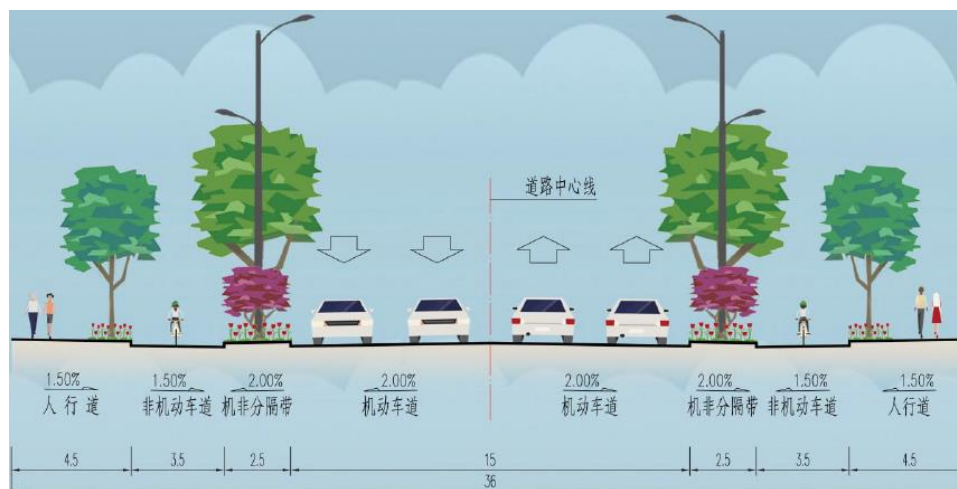 道路中心线
1.50% 1.50% 2.00% 2.00% 2.00% 2.00% 1.50% 1.50%
人行道 非机动车道 机非分隔带 机动车道 机动车道 机非分隔带 非机动车道 人行道
4.5 3.5 2.5 15 2.5 3.5 4.5
36